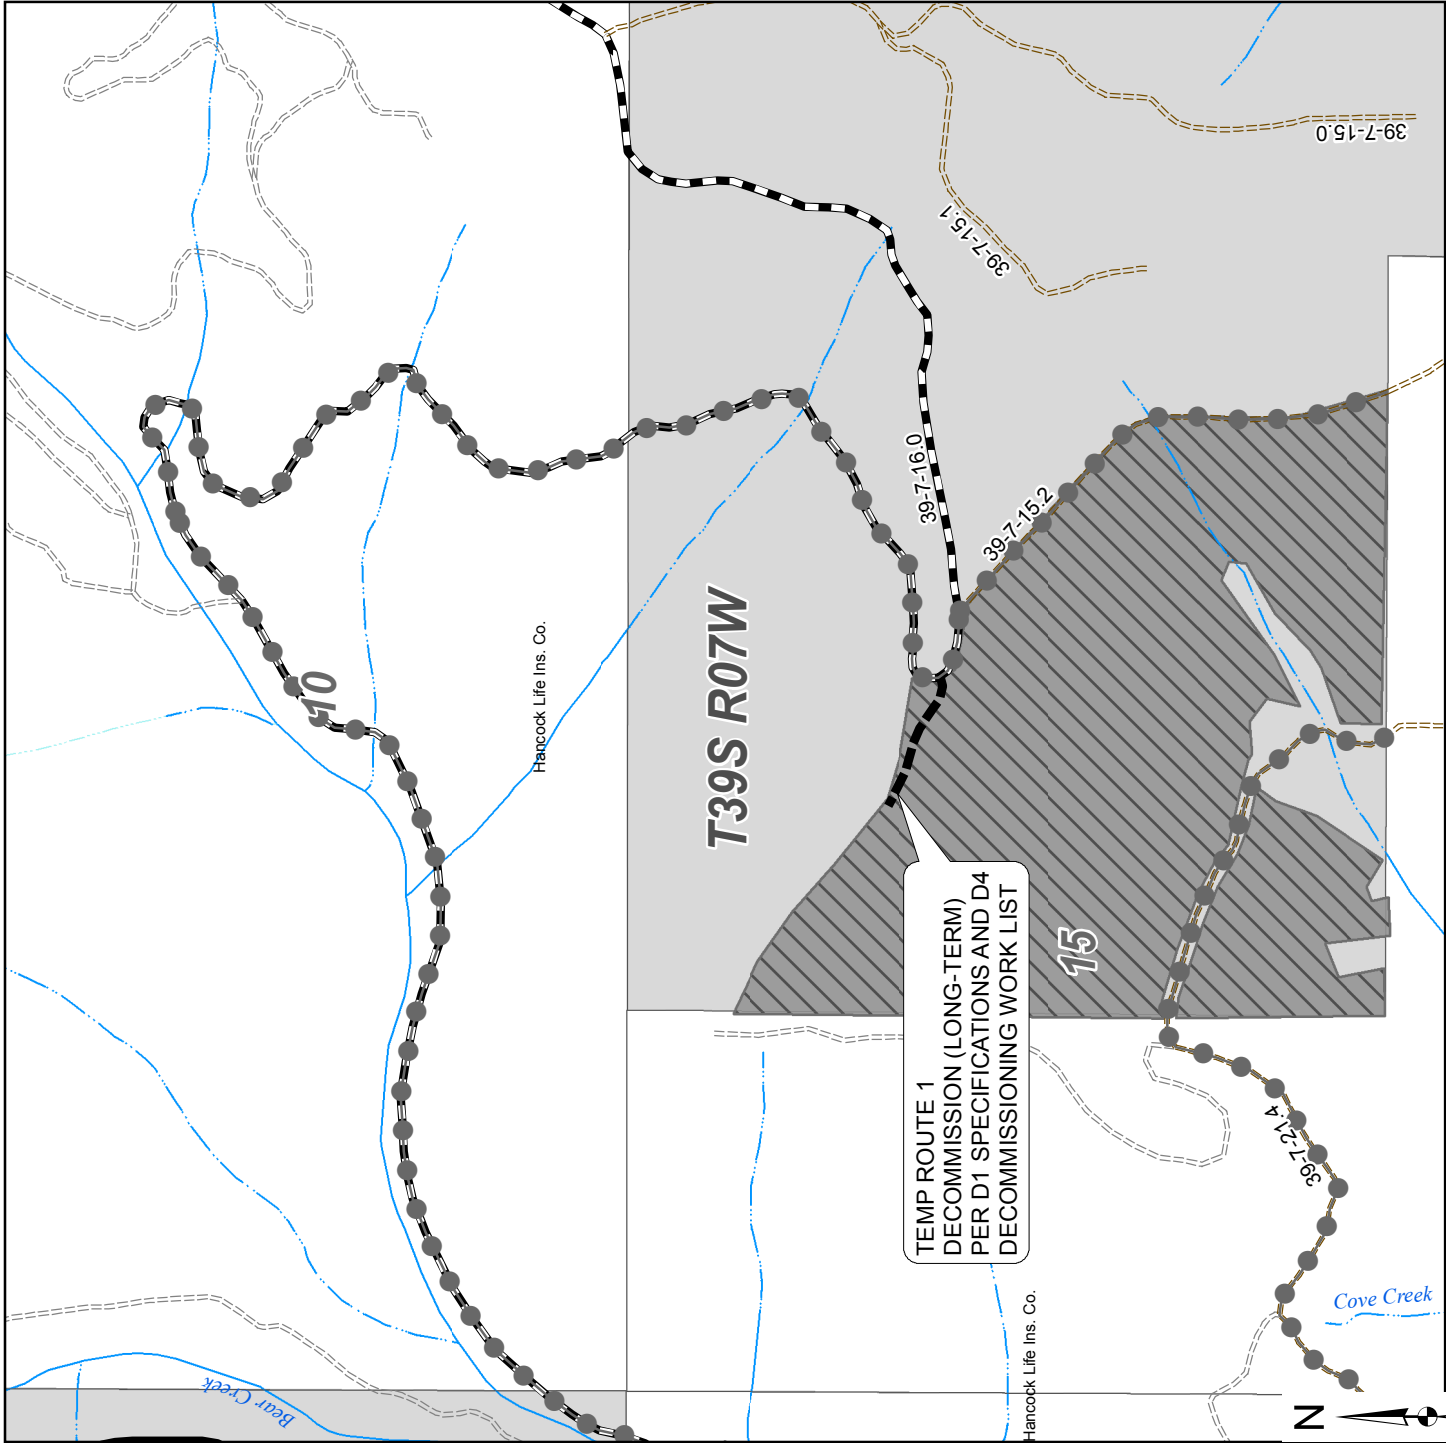 10
Hancock Life Ins. Co.
T39S R07W
39-7-15.0
39-7-15.1
39-7-16.0
39-7-15.2
TEMP ROUTE 1
DECOMMISSION (LONG-TERM)
PER D1 SPECIFICATIONS AND D4
DECOMMISSIONING WORK LIST
15
39-7-21.4
Cove Creek
Hancock Life Ins. Co.
Bear Creek
N